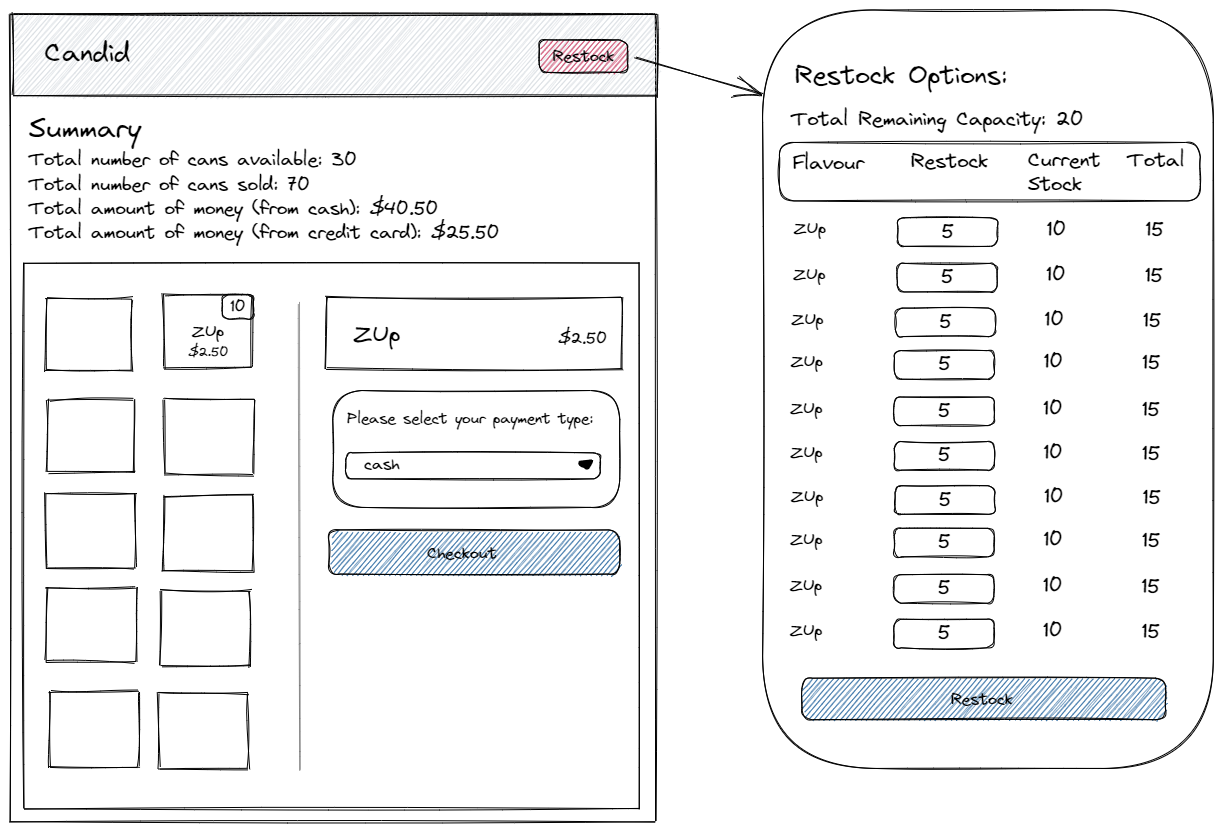 Candid
Restock
Summary
Total number of cans available: 30
Total number of cans sold: 70
Total amount of money (from cash): $40.50
Total amount of money (from credit card): $25.50
10
ZUp
$2.50
ZUp $2.50
Please select your payment type:
cash
Checkout
Restock Options:
Total Remaining Capacity: 20
Flavour Restock Current Stock Total
ZUp 5 10 15
ZUp 5 10 15
ZUp 5 10 15
ZUp 5 10 15
ZUp 5 10 15
ZUp 5 10 15
ZUp 5 10 15
ZUp 5 10 15
ZUp 5 10 15
ZUp 5 10 15
Restock